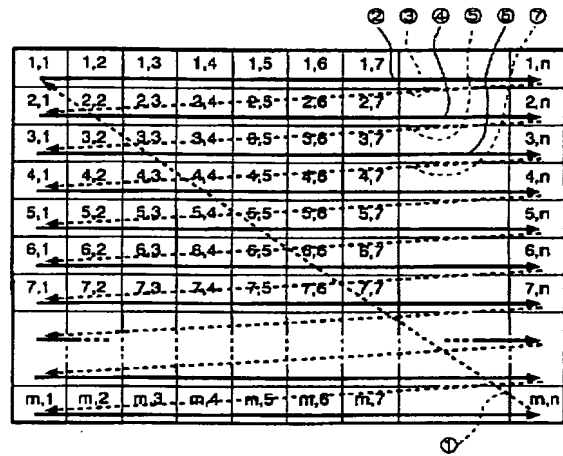 ② ③ ④ ⑤ ⑥ ⑦
1,1 1,2 1,3 1,4 1,5 1,6 1,7 1,n
2,1 2,2 2,3 2,4 2,5 2,6 2,7 2,n
3,1 3,2 3,3 3,4 3,5 3,6 3,7 3,n
4,1 4,2 4,3 4,4 4,5 4,6 4,7 4,n
5,1 5,2 5,3 5,4 5,5 5,6 5,7 5,n
6,1 6,2 6,3 6,4 6,5 6,6 6,7 6,n
7,1 7,2 7,3 7,4 7,5 7,6 7,7 7,n
m,1 m,2 m,3 m,4 m,5 m,6 m,7 m,n
①